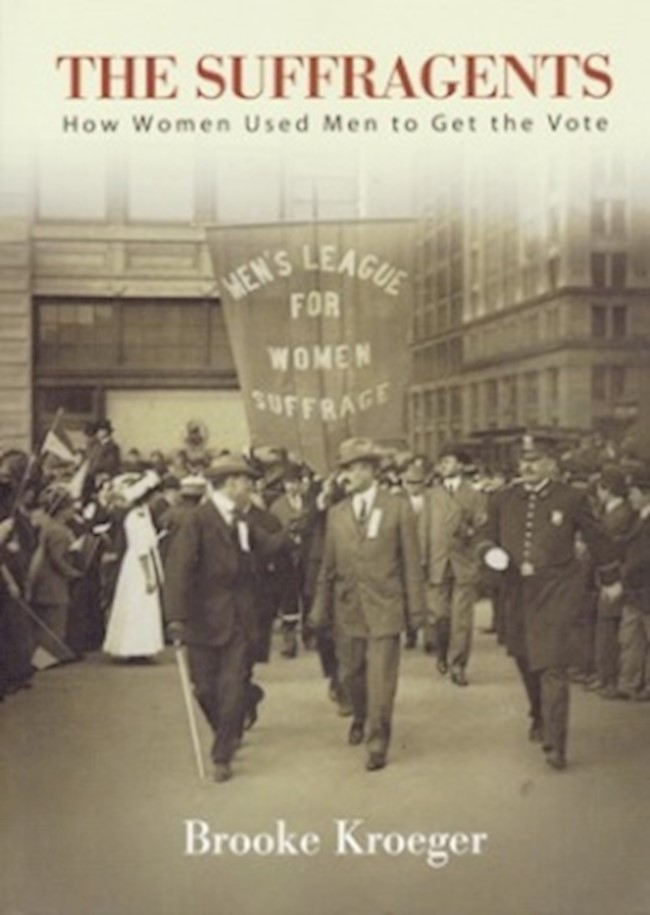 THE SUFFRAGENTS
How Women Used Men to Get the Vote
MEN'S LEAGUE
FOR
WOMEN
SUFFRAGE
Brooke Kroeger